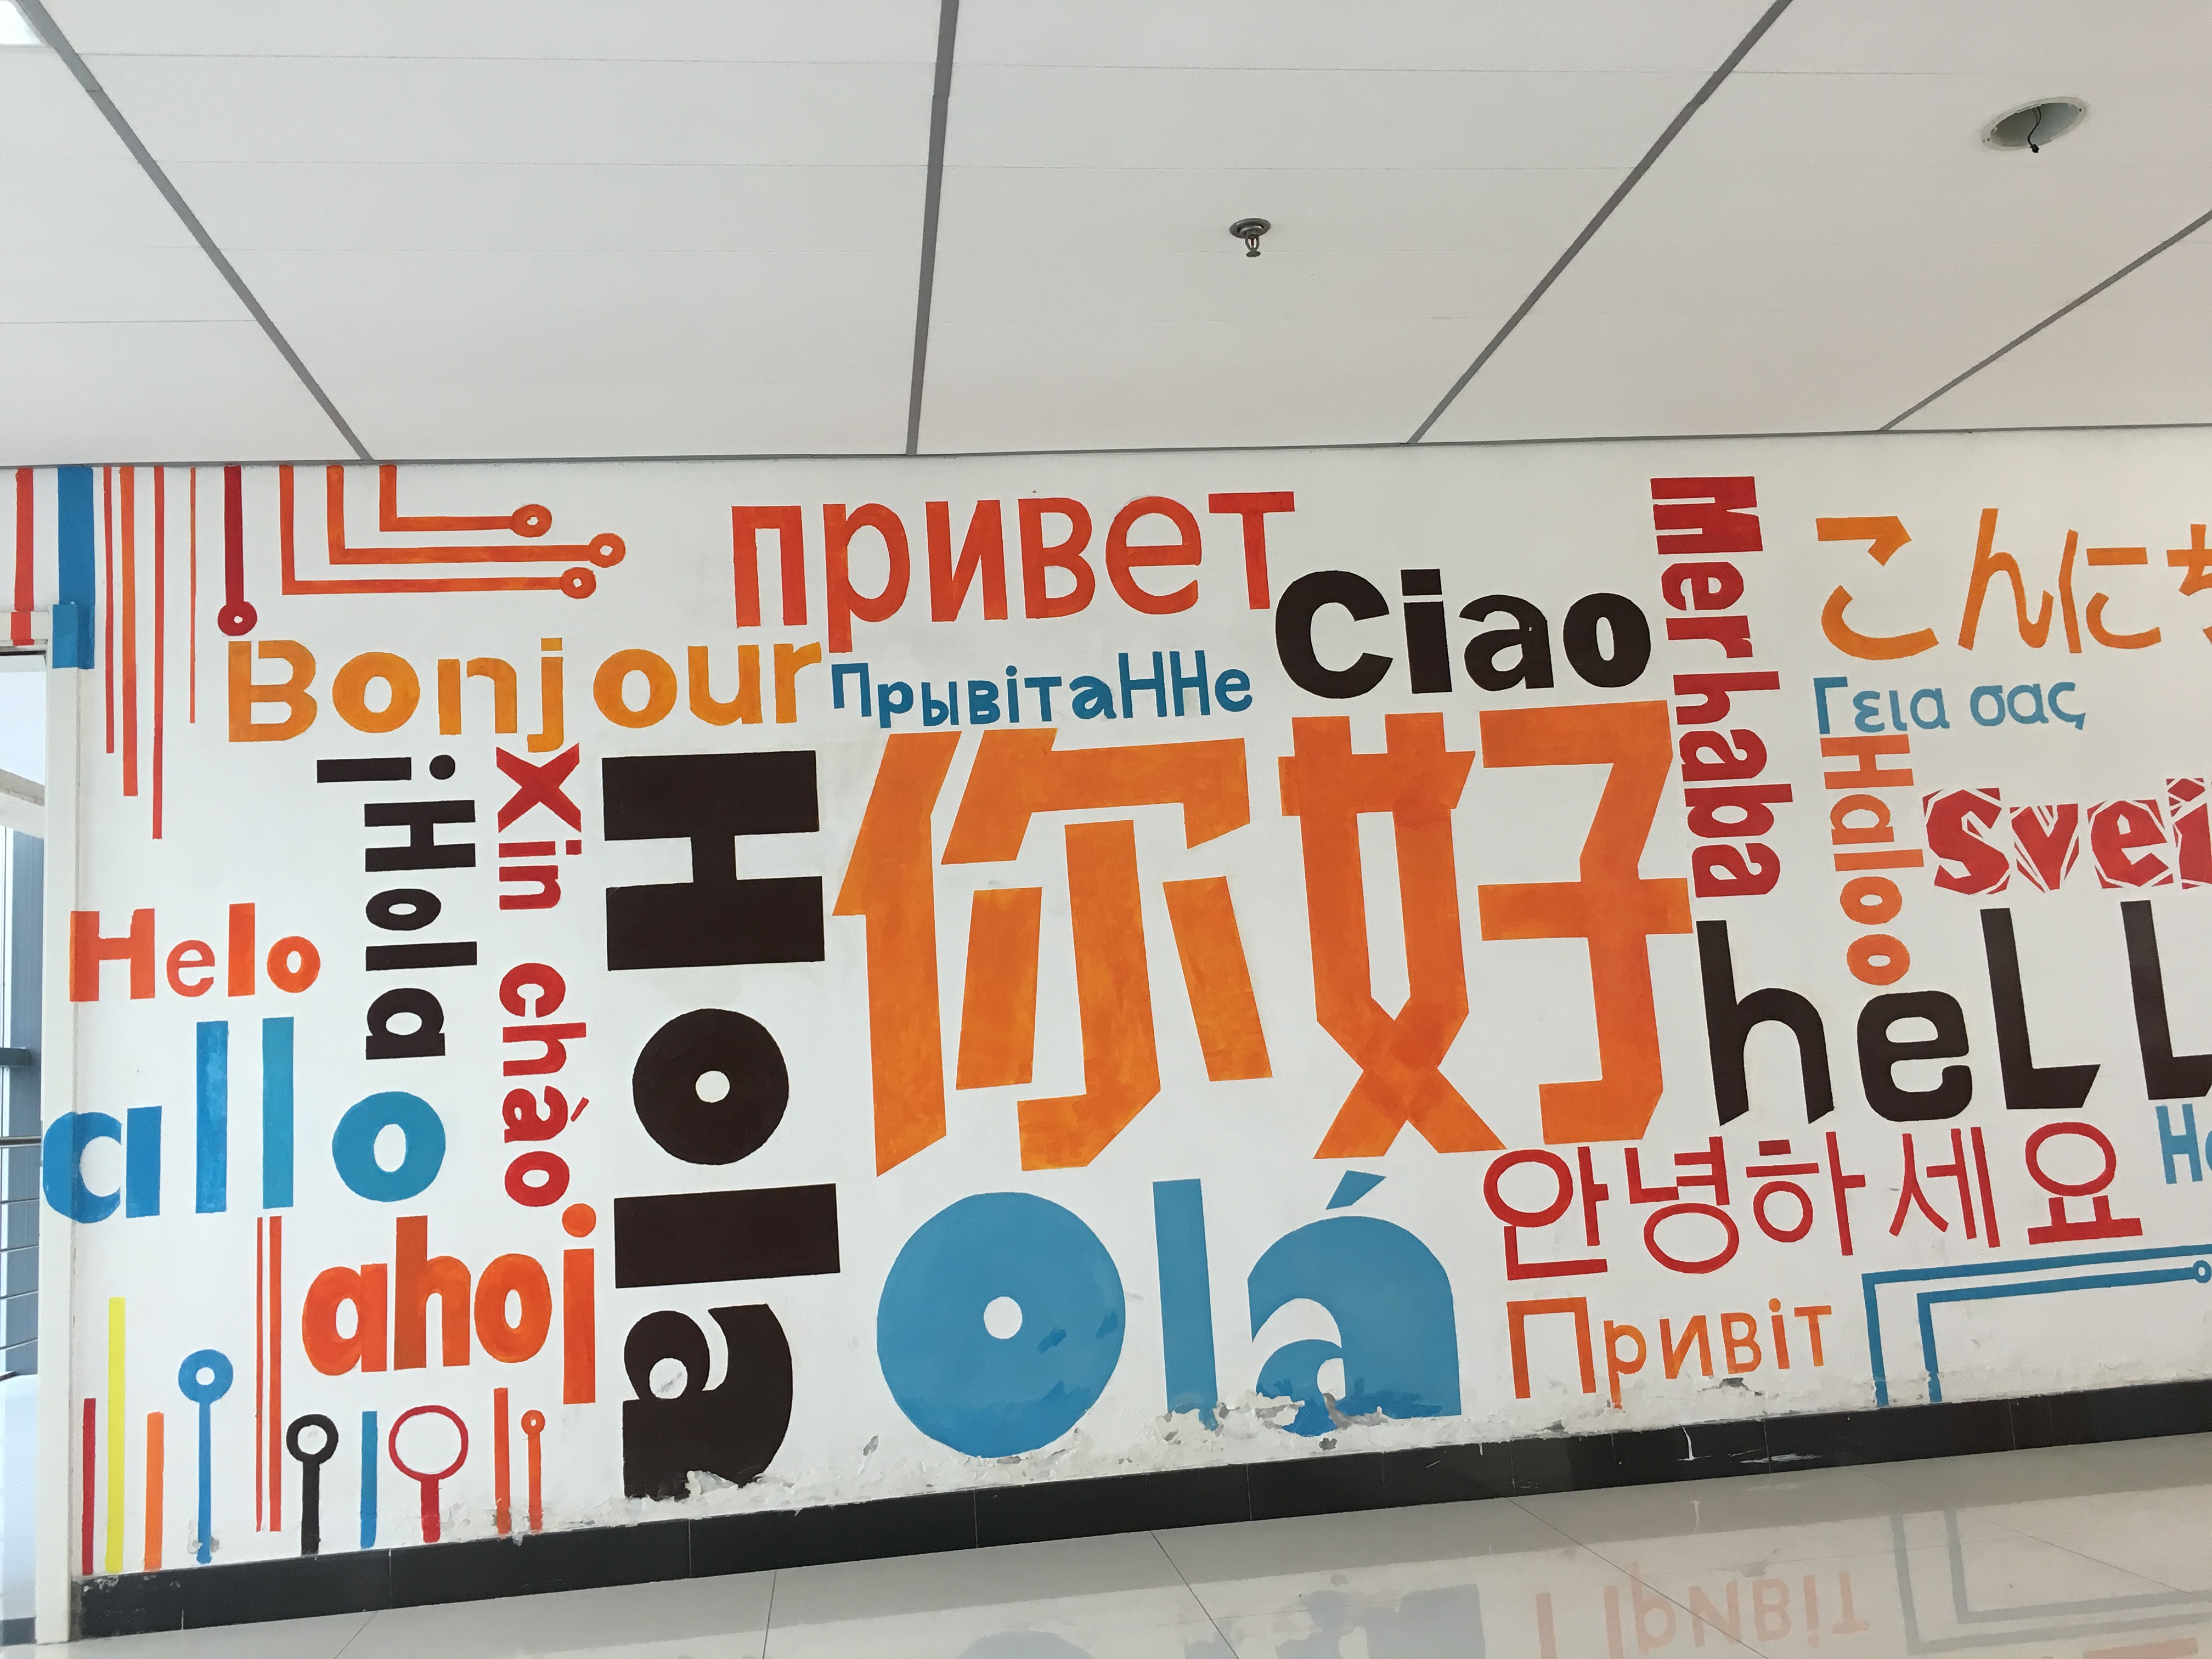 привет
Ciao
Merhaba
こんに
Bonjour
ПрывітаННе
Γεια σας
¡Hola
Xin chào
Hola
你好
Haloo
svei
Helo
heLL
allo
안녕하세요
Olá
ahoj
Привіт